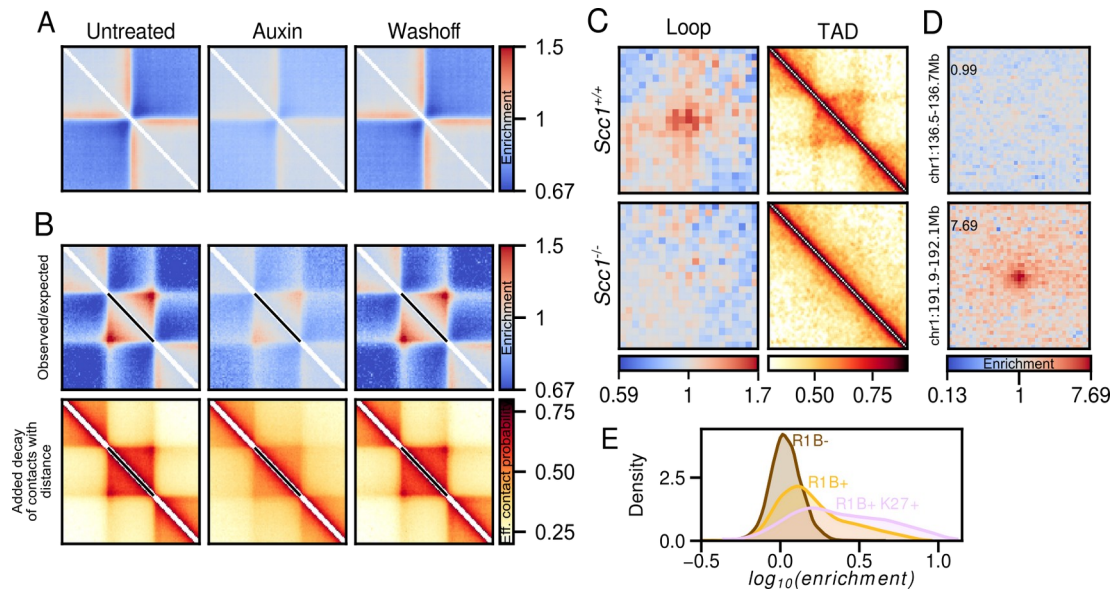 A
Untreated
Auxin
Washoff
1.5
1
0.67
Enrichment
B
Observed/expected
1.5
1
0.67
Enrichment
Added decay
of contacts with
distance
0.75
0.50
0.25
Eff. contact probability
C
Loop
TAD
Scc1+/+
Scc1-/-
0.59
1
1.7
0.50
0.75
D
chr1:136.5-136.7Mb
0.99
chr1:191.9-192.1Mb
7.69
Enrichment
0.13
1
7.69
E
Density
2.5
0.0
R1B-
R1B+
R1B+ K27+
−0.5
0.0
0.5
1.0
log10(enrichment)